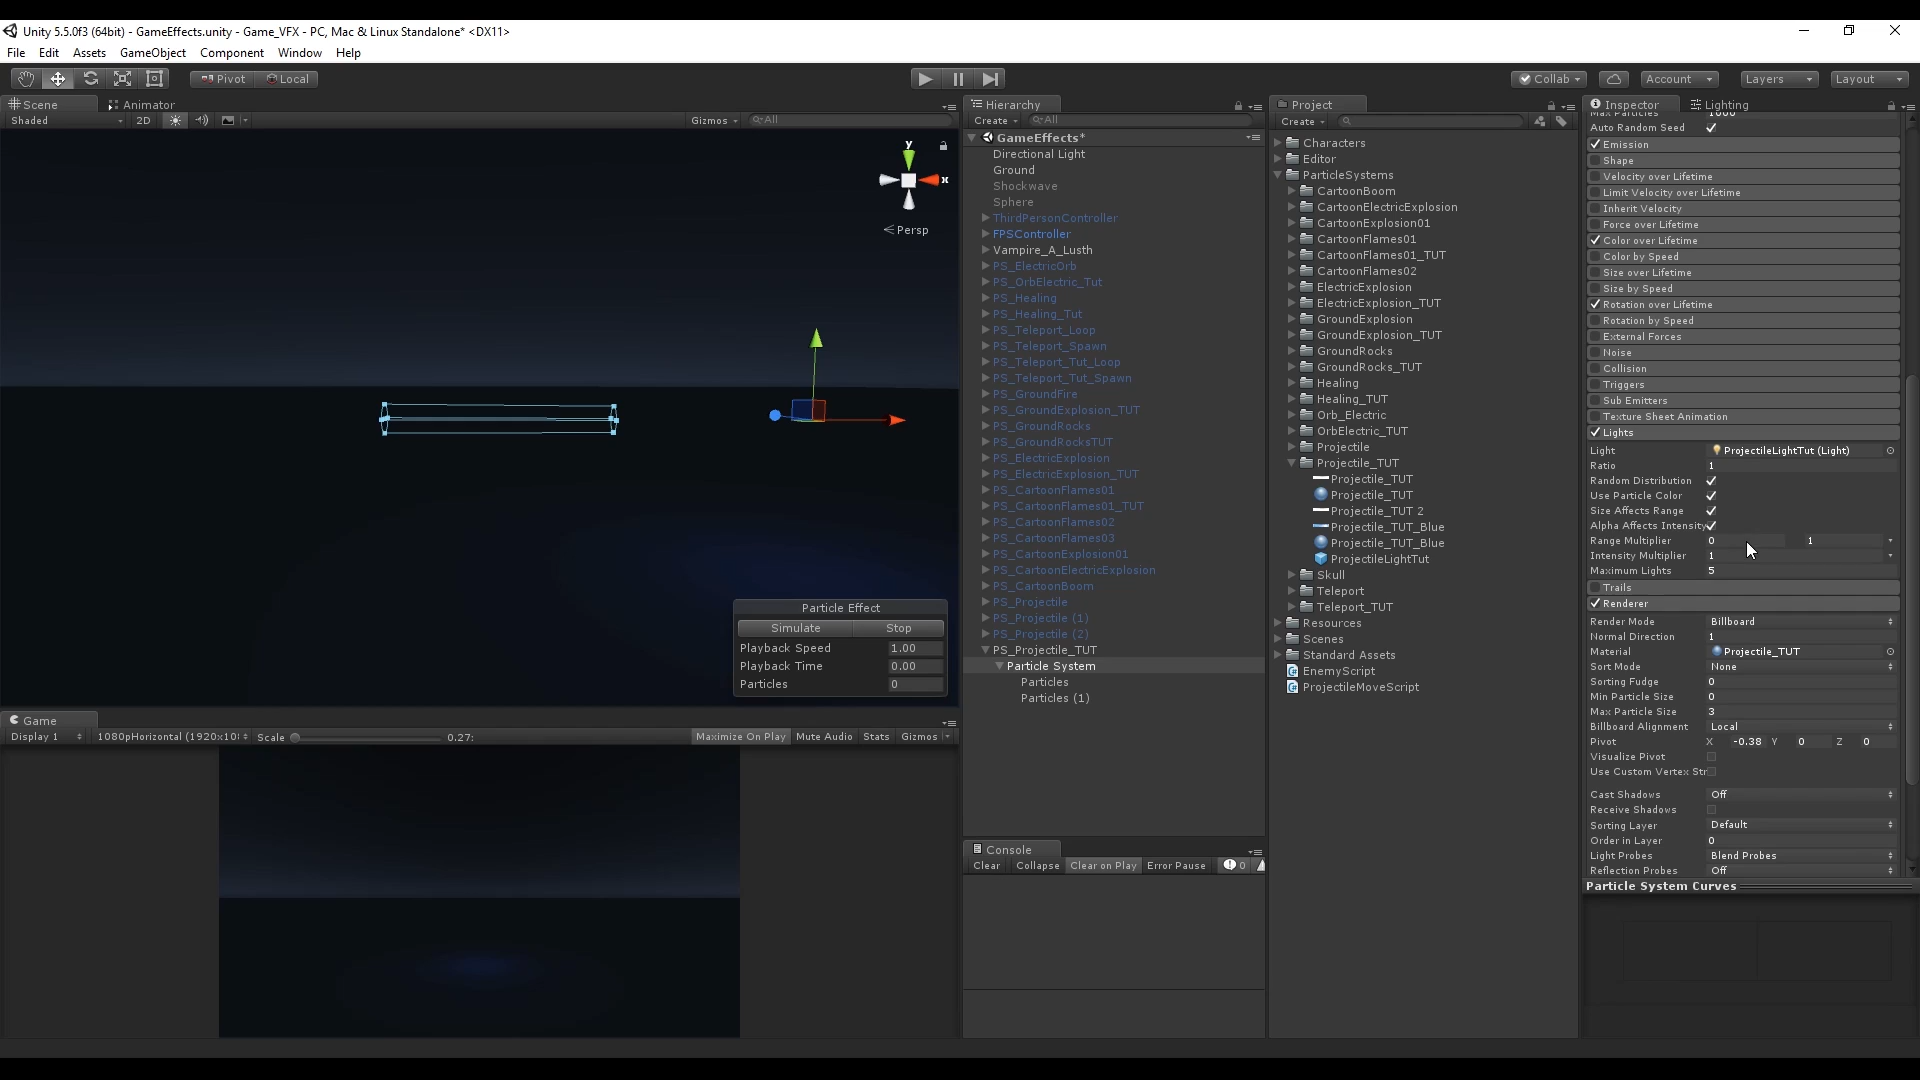 Unity 5.5.0f3 (64bit) - GameEffects.unity - Game_VFX - PC, Mac & Linux Standalone* <DX11>
File Edit Assets GameObject Component Window Help
Pivot Local
Collab Account Layers Layout
Scene Animator
Shaded 2D Gizmos All
y
x
Persp
Particle Effect
Simulate Stop
Playback Speed 1.00
Playback Time 0.00
Particles 0
Game
Display 1 1080pHorizontal (1920x10 Scale 0.27: Maximize On Play Mute Audio Stats Gizmos
Hierarchy
Create All
GameEffects*
Directional Light
Ground
Shockwave
Sphere
ThirdPersonController
FPSController
Vampire_A_Lusth
PS_ElectricOrb
PS_OrbElectric_Tut
PS_Healing
PS_Healing_Tut
PS_Teleport_Loop
PS_Teleport_Spawn
PS_Teleport_Tut_Loop
PS_Teleport_Tut_Spawn
PS_GroundFire
PS_GroundExplosion_TUT
PS_GroundRocks
PS_GroundRocksTUT
PS_ElectricExplosion
PS_ElectricExplosion_TUT
PS_CartoonFlames01
PS_CartoonFlames01_TUT
PS_CartoonFlames02
PS_CartoonFlames03
PS_CartoonExplosion01
PS_CartoonElectricExplosion
PS_CartoonBoom
PS_Projectile
PS_Projectile (1)
PS_Projectile (2)
PS_Projectile_TUT
Particle System
Particles
Particles (1)
Console
Clear Collapse Clear on Play Error Pause 0
Project
Create
Characters
Editor
ParticleSystems
CartoonBoom
CartoonElectricExplosion
CartoonExplosion01
CartoonFlames01
CartoonFlames01_TUT
CartoonFlames02
ElectricExplosion
ElectricExplosion_TUT
GroundExplosion
GroundExplosion_TUT
GroundRocks
GroundRocks_TUT
Healing
Healing_TUT
Orb_Electric
OrbElectric_TUT
Projectile
Projectile_TUT
Projectile_TUT
Projectile_TUT
Projectile_TUT 2
Projectile_TUT_Blue
Projectile_TUT_Blue
ProjectileLightTut
Skull
Teleport
Teleport_TUT
Resources
Scenes
Standard Assets
EnemyScript
ProjectileMoveScript
Inspector Lighting
Max Particles 1000
Auto Random Seed
Emission
Shape
Velocity over Lifetime
Limit Velocity over Lifetime
Inherit Velocity
Force over Lifetime
Color over Lifetime
Color by Speed
Size over Lifetime
Size by Speed
Rotation over Lifetime
Rotation by Speed
External Forces
Noise
Collision
Triggers
Sub Emitters
Texture Sheet Animation
Lights
Light ProjectileLightTut (Light)
Ratio 1
Random Distribution
Use Particle Color
Size Affects Range
Alpha Affects Intensity
Range Multiplier 0 1
Intensity Multiplier 1
Maximum Lights 5
Trails
Renderer
Render Mode Billboard
Normal Direction 1
Material Projectile_TUT
Sort Mode None
Sorting Fudge 0
Min Particle Size 0
Max Particle Size 3
Billboard Alignment Local
Pivot X -0.38 Y 0 Z 0
Visualize Pivot
Use Custom Vertex Str
Cast Shadows Off
Receive Shadows
Sorting Layer Default
Order in Layer 0
Light Probes Blend Probes
Reflection Probes Off
Particle System Curves